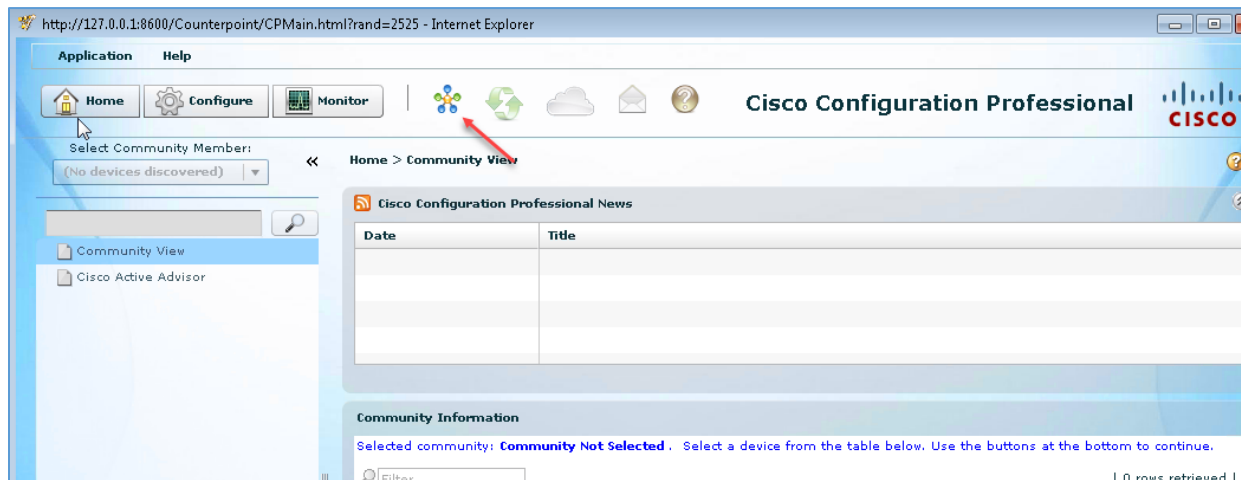 http://127.0.0.1:8600/Counterpoint/CPMain.html?rand=2525 - Internet Explorer
Application Help
Home Configure Monitor Cisco Configuration Professional
CISCO
Select Community Member:
(No devices discovered)
Home > Community View
Cisco Configuration Professional News
Date Title
Community View
Cisco Active Advisor
Community Information
Selected community: Community Not Selected . Select a device from the table below. Use the buttons at the bottom to continue.
Filter
| 0 rows retrieved |